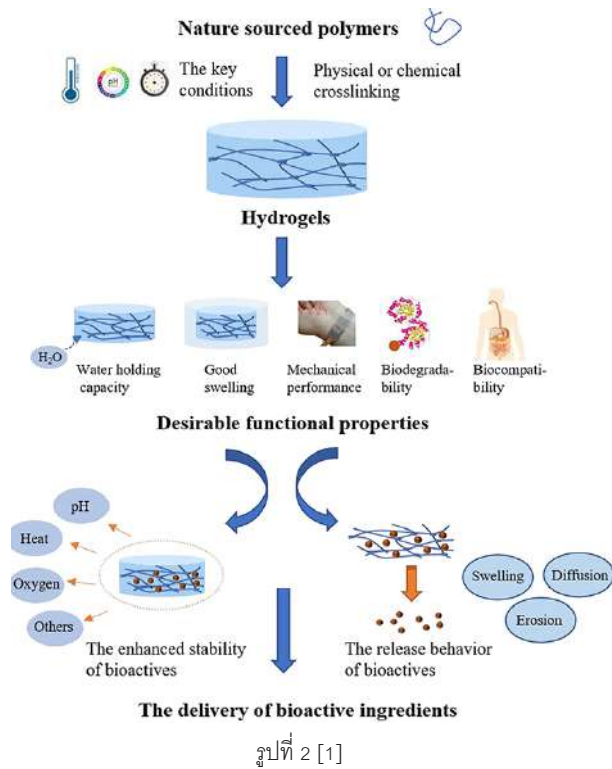 Nature sourced polymers
The key
conditions
pH
Physical or chemical
crosslinking
Hydrogels
H₂O
Water holding
capacity
Good
swelling
Mechanical
performance
Biodegrada-
bility
Biocompati-
bility
Desirable functional properties
pH
Heat
Oxygen
Others
The enhanced stability
of bioactives
Swelling
Diffusion
Erosion
The release behavior
of bioactives
The delivery of bioactive ingredients
รูปที่ 2 [1]